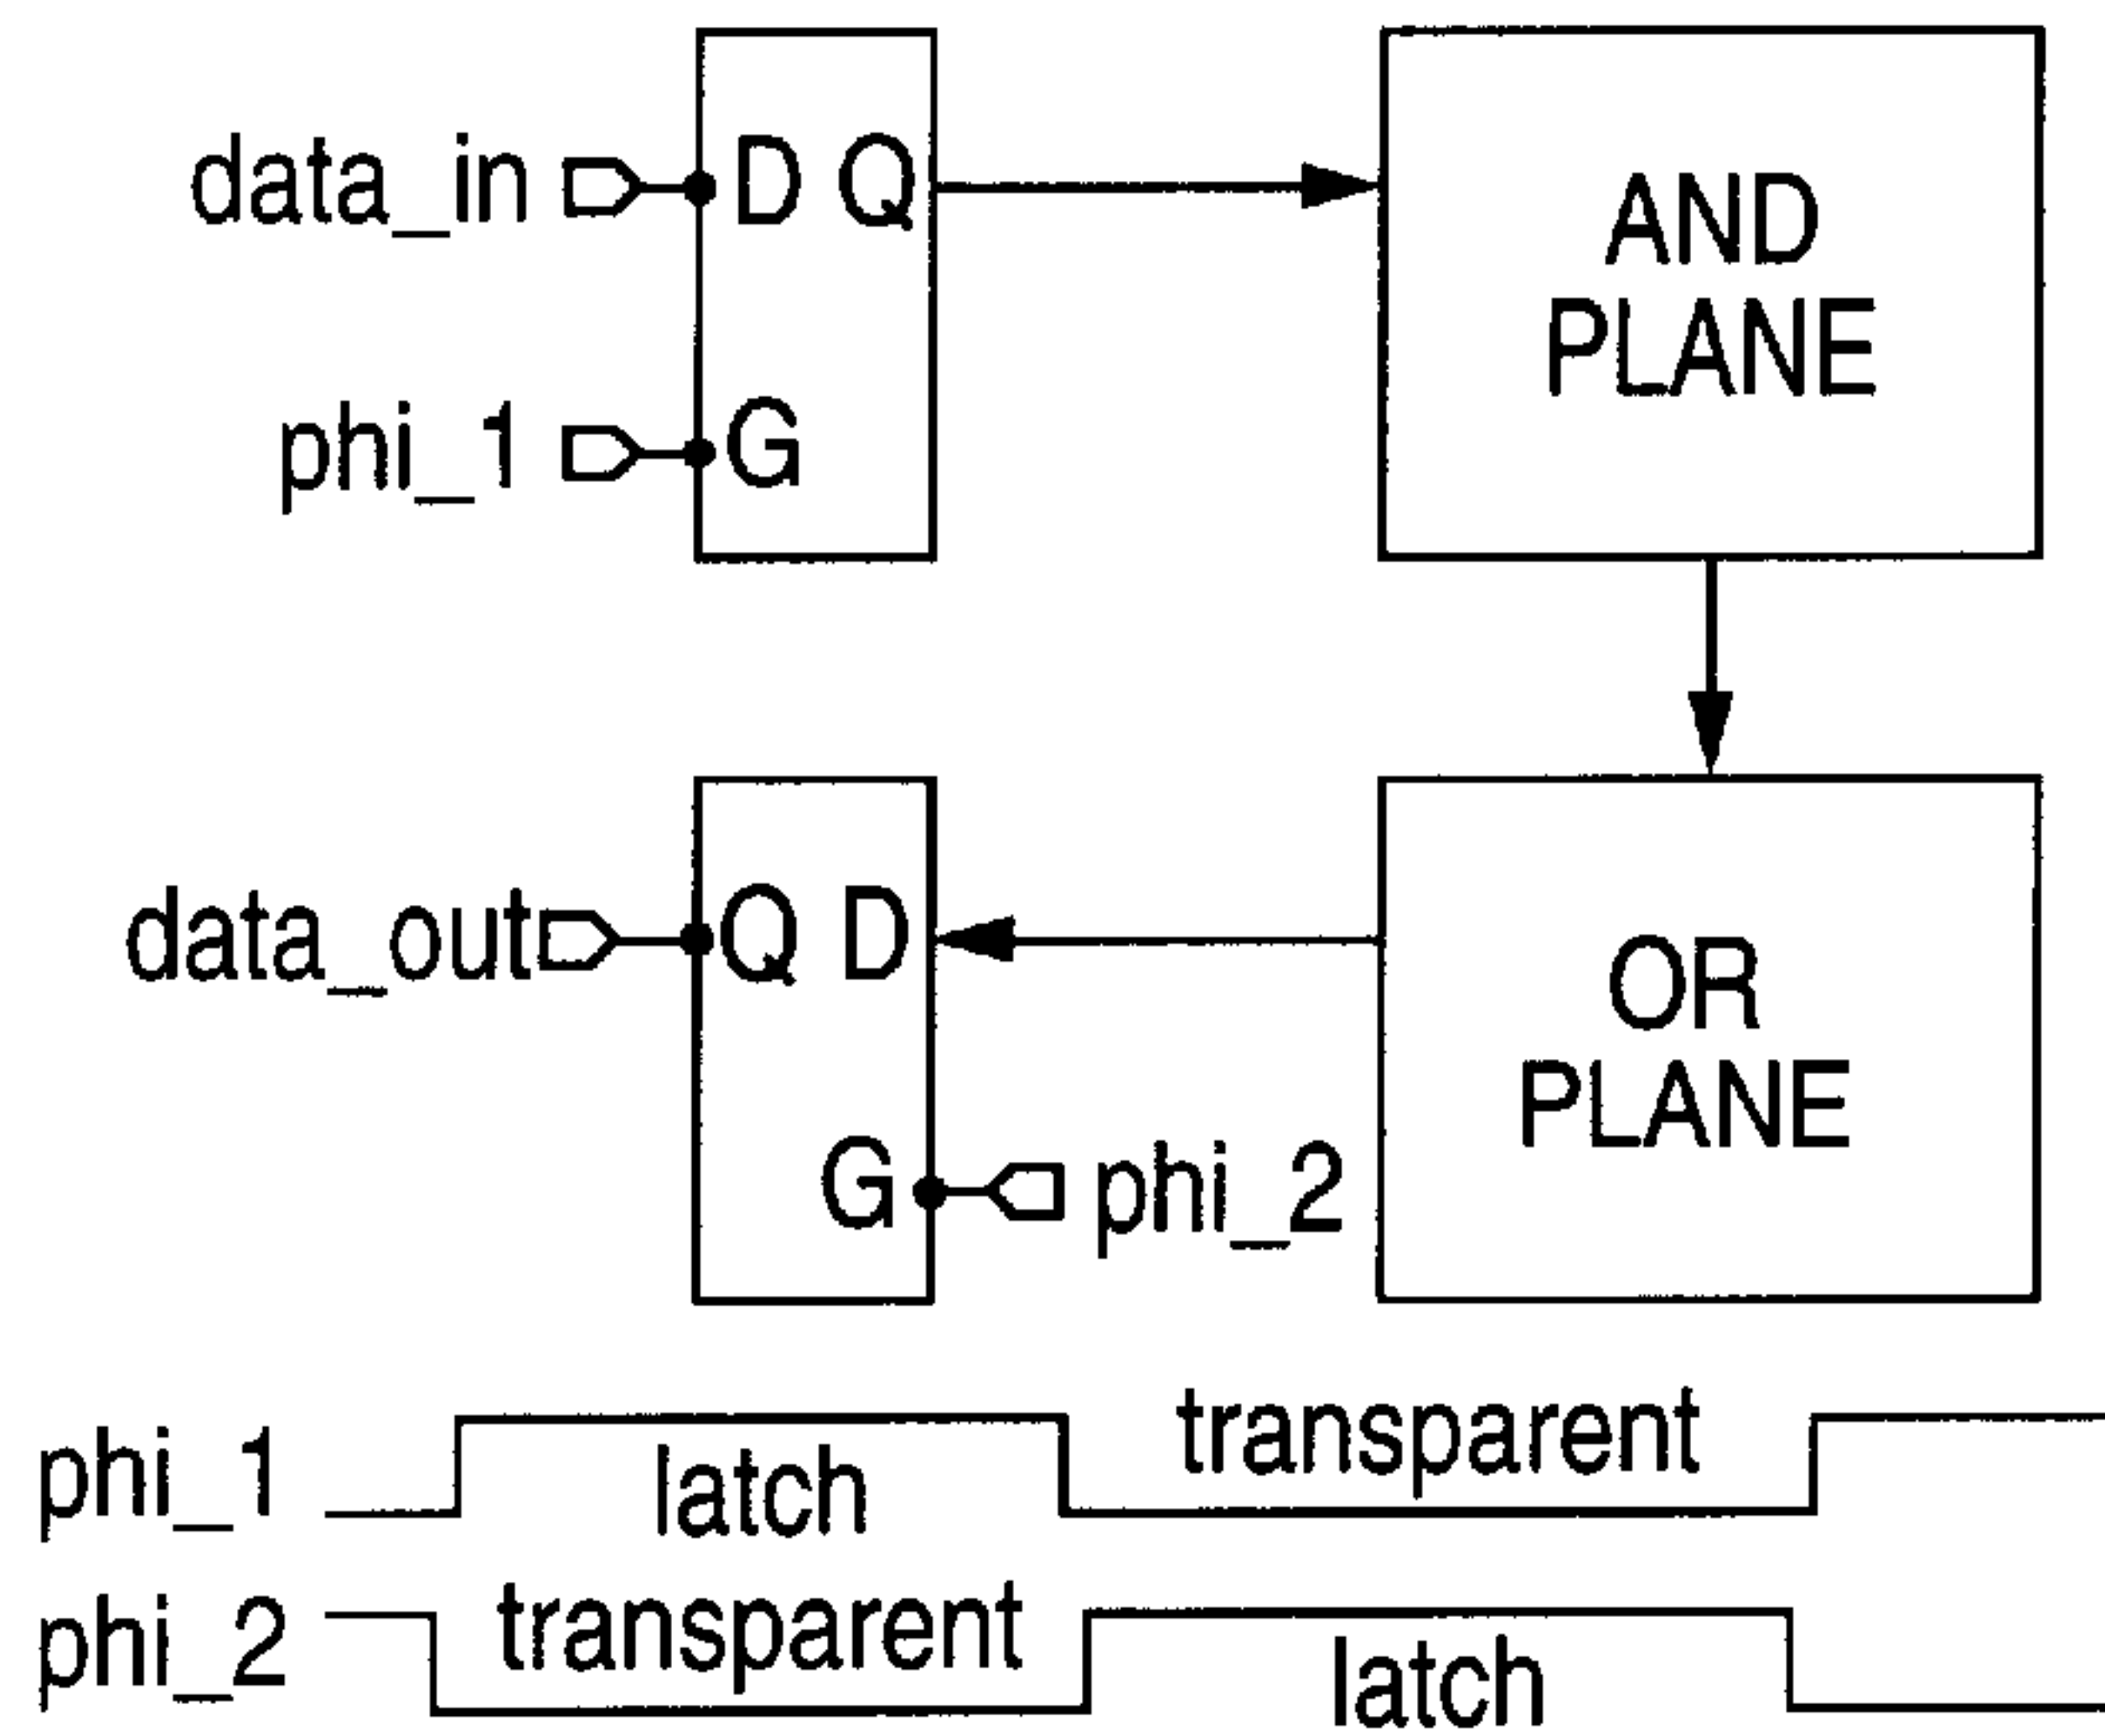 data_in
D Q
AND
PLANE
phi_1
G
data_out
Q D
OR
PLANE
G
phi_2
phi_1
latch
transparent
phi_2
transparent
latch